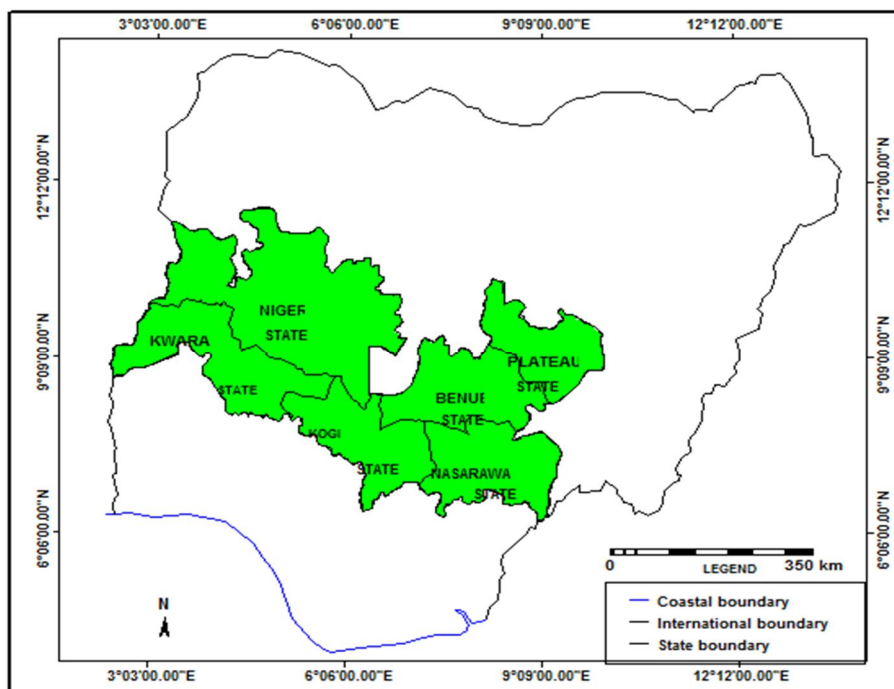 3°03'00.00"E 6°06'00.00"E 9°09'00.00"E 12°12'00.00"E
12°12'00.00"N
12°12'00.00"N
NIGER
STATE
KWARA
STATE
9°09'00.00"N
9°09'00.00"N
PLATEAU
STATE
BENUE
STATE
KOGI
STATE
NASARAWA
STATE
6°06'00.00"N
6°06'00.00"N
0 350 km
LEGEND
Coastal boundary
International boundary
State boundary
N
3°03'00.00"E 6°06'00.00"E 9°09'00.00"E 12°12'00.00"E